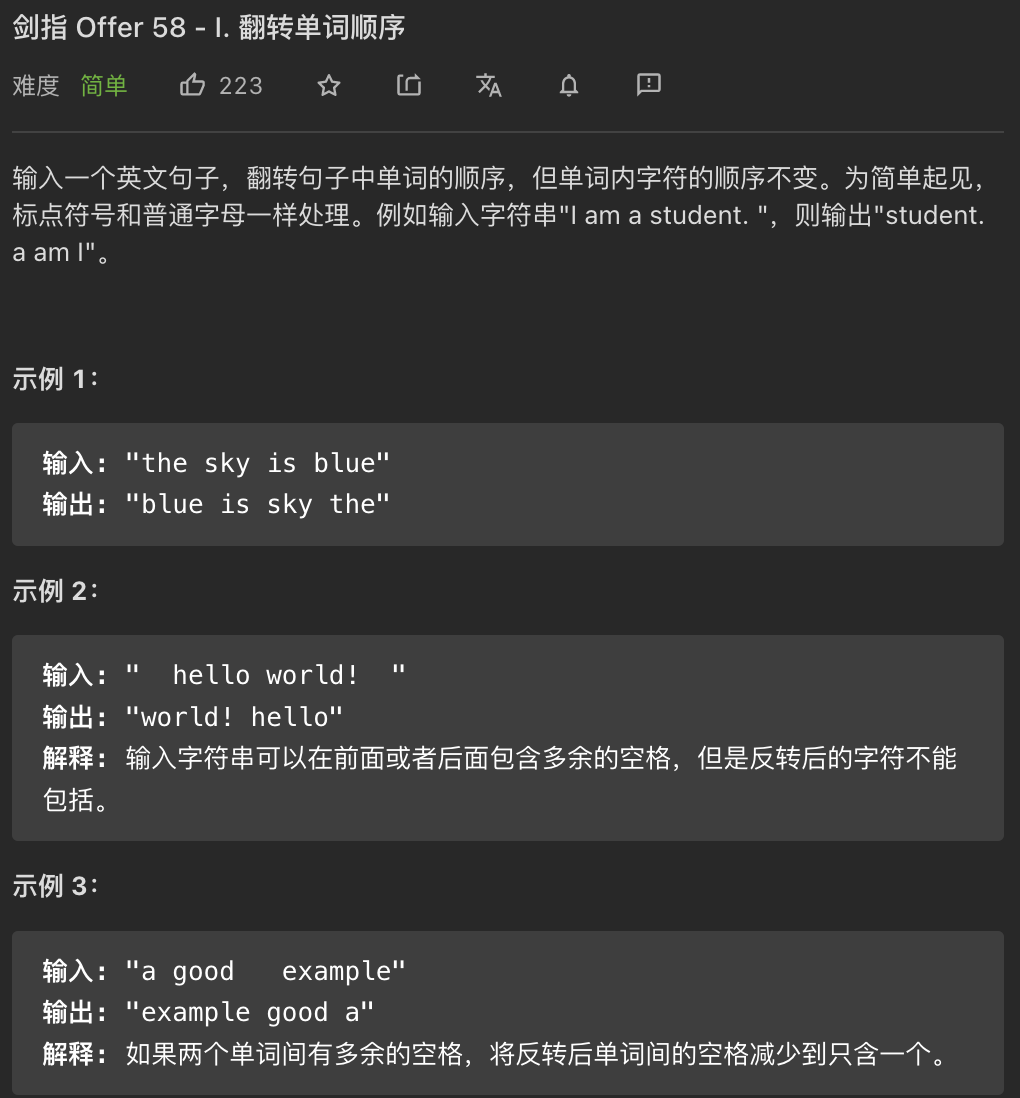 剑指 Offer 58 - I. 翻转单词顺序
难度 简单 223
输入一个英文句子，翻转句子中单词的顺序，但单词内字符的顺序不变。为简单起见，
标点符号和普通字母一样处理。例如输入字符串"I am a student. "，则输出"student.
a am I"。
示例 1：
输入: "the sky is blue"
输出: "blue is sky the"
示例 2：
输入: "  hello world!  "
输出: "world! hello"
解释: 输入字符串可以在前面或者后面包含多余的空格，但是反转后的字符不能
包括。
示例 3：
输入: "a good   example"
输出: "example good a"
解释: 如果两个单词间有多余的空格，将反转后单词间的空格减少到只含一个。